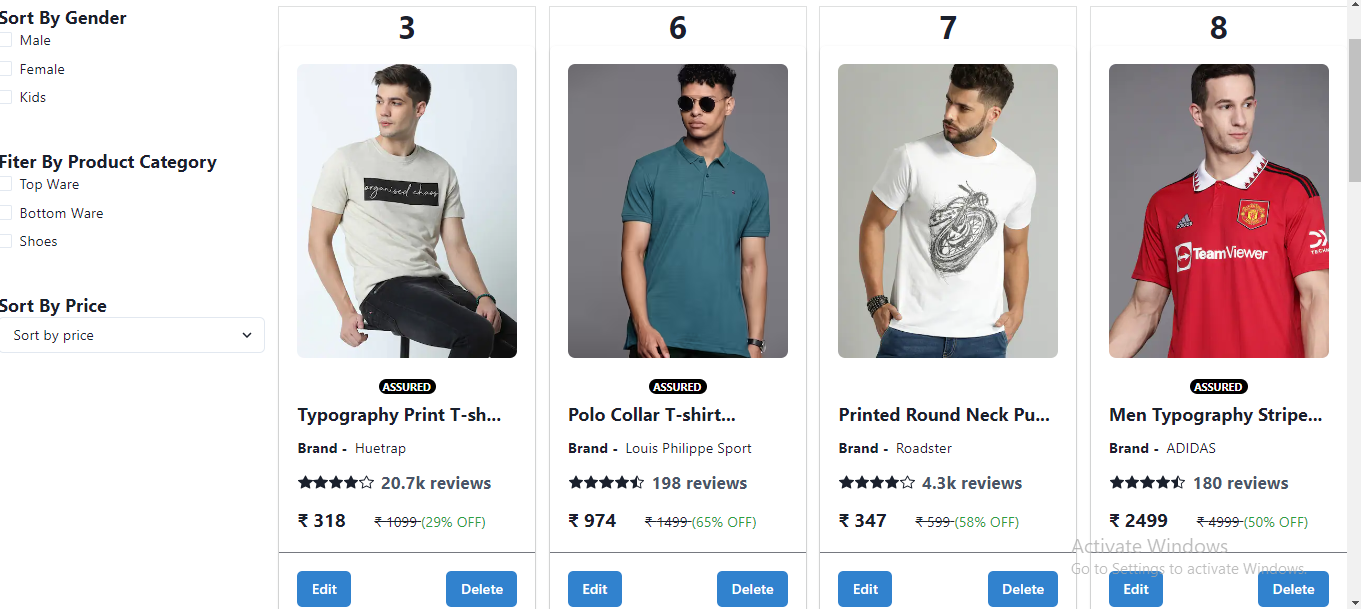 Sort By Gender
Male
Female
Kids
Fiter By Product Category
Top Ware
Bottom Ware
Shoes
Sort By Price
Sort by price
3
organised chaos
ASSURED
Typography Print T-sh...
Brand - Huetrap
20.7k reviews
₹ 318 ₹ 1099 (29% OFF)
Edit Delete
6
ASSURED
Polo Collar T-shirt...
Brand - Louis Philippe Sport
198 reviews
₹ 974 ₹ 1499 (65% OFF)
Edit Delete
7
Printed Round Neck Pu...
Brand - Roadster
4.3k reviews
₹ 347 ₹ 599 (58% OFF)
Edit Delete
8
adidas
TeamViewer
TECHN
ASSURED
Men Typography Stripe...
Brand - ADIDAS
180 reviews
₹ 2499 ₹ 4999 (50% OFF)
Edit Delete
Activate Windows
Go to Settings to activate Windows.